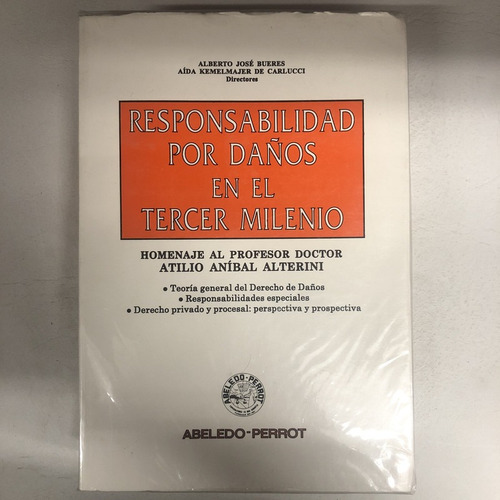 ALBERTO JOSÉ BUERES
AÍDA KEMELMAJER DE CARLUCCI
Directores
RESPONSABILIDAD
POR DAÑOS
EN EL
TERCER MILENIO
HOMENAJE AL PROFESOR DOCTOR
ATILIO ANÍBAL ALTERINI
• Teoría general del Derecho de Daños
• Responsabilidades especiales
• Derecho privado y procesal: perspectiva y prospectiva
ABELEDO-PERROT
ABELEDO-PERROT